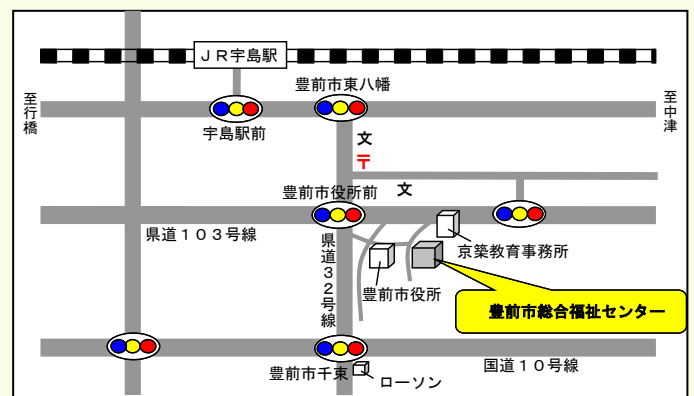 ＪＲ宇島駅
豊前市東八幡
至行橋
至中津
宇島駅前
文
〒
文
豊前市役所前
県道１０３号線
県道３２号線
京築教育事務所
豊前市役所
豊前市総合福祉センター
国道１０号線
豊前市千束
ローソン